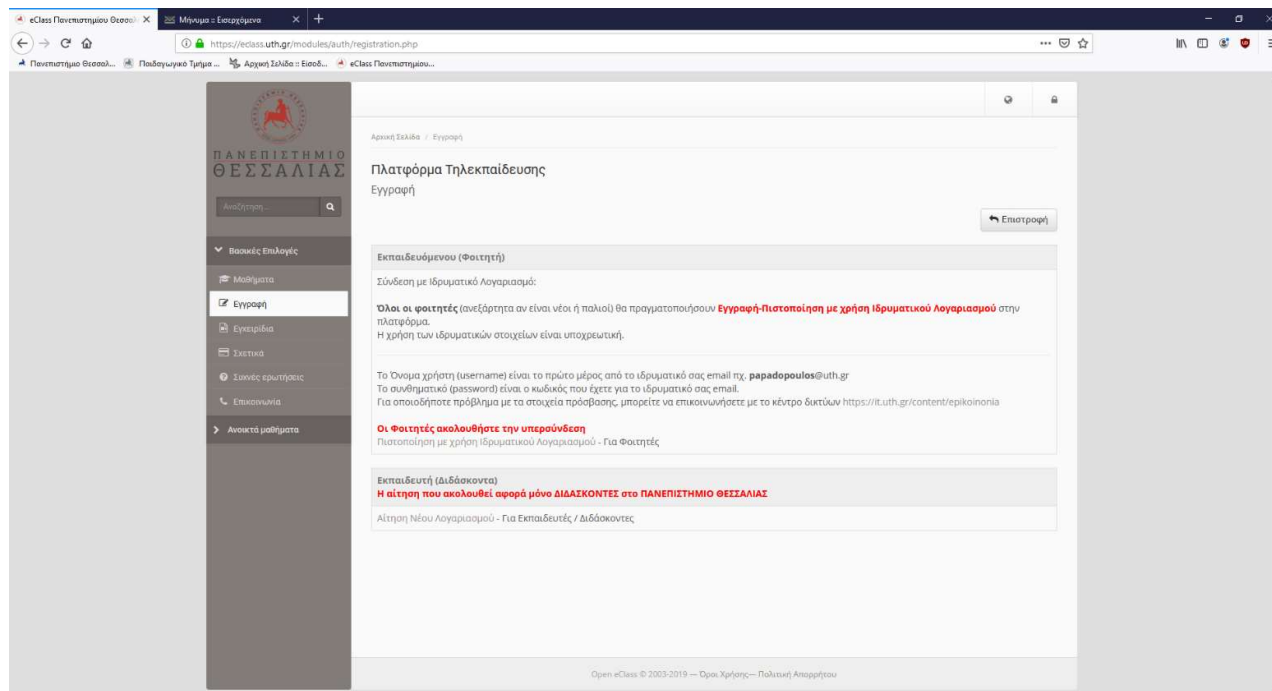 eClass Πανεπιστημίου Θεσσαλ
Μήνυμα :: Εισερχόμενα
https://eclass.uth.gr/modules/auth/registration.php
Πανεπιστήμιο Θεσσαλ...
Παιδαγωγικό Τμήμα ...
Αρχική Σελίδα :: Είσοδ...
eClass Πανεπιστημίου...
ΠΑΝΕΠΙΣΤΗΜΙΟ
ΘΕΣΣΑΛΙΑΣ
Αναζήτηση...
Βασικές Επιλογές
Μαθήματα
Εγγραφή
Εγχειρίδια
Σχετικά
Συχνές ερωτήσεις
Επικοινωνία
Ανοικτά μαθήματα
Αρχική Σελίδα / Εγγραφή
Πλατφόρμα Τηλεκπαίδευσης
Εγγραφή
Επιστροφή
Εκπαιδευόμενου (Φοιτητή)
Σύνδεση με Ιδρυματικό Λογαριασμό:
Όλοι οι φοιτητές (ανεξάρτητα αν είναι νέοι ή παλιοί) θα πραγματοποιήσουν Εγγραφή-Πιστοποίηση με χρήση Ιδρυματικού Λογαριασμού στην
πλατφόρμα.
Η χρήση των ιδρυματικών στοιχείων είναι υποχρεωτική.
Το Όνομα χρήστη (username) είναι το πρώτο μέρος από το ιδρυματικό σας email πχ. papadopoulos@uth.gr
Το συνθηματικό (password) είναι ο κωδικός που έχετε για το ιδρυματικό σας email.
Για οποιοδήποτε πρόβλημα με τα στοιχεία πρόσβασης, μπορείτε να επικοινωνήσετε με το κέντρο δικτύων https://it.uth.gr/content/epikoinonia
Οι Φοιτητές ακολουθήστε την υπερσύνδεση
Πιστοποίηση με χρήση Ιδρυματικού Λογαριασμού - Για Φοιτητές
Εκπαιδευτή (Διδάσκοντα)
Η αίτηση που ακολουθεί αφορά μόνο ΔΙΔΑΣΚΟΝΤΕΣ στο ΠΑΝΕΠΙΣΤΗΜΙΟ ΘΕΣΣΑΛΙΑΣ
Αίτηση Νέου Λογαριασμού - Για Εκπαιδευτές / Διδάσκοντες
Open eClass © 2003-2019 — Όροι Χρήσης— Πολιτική Απορρήτου